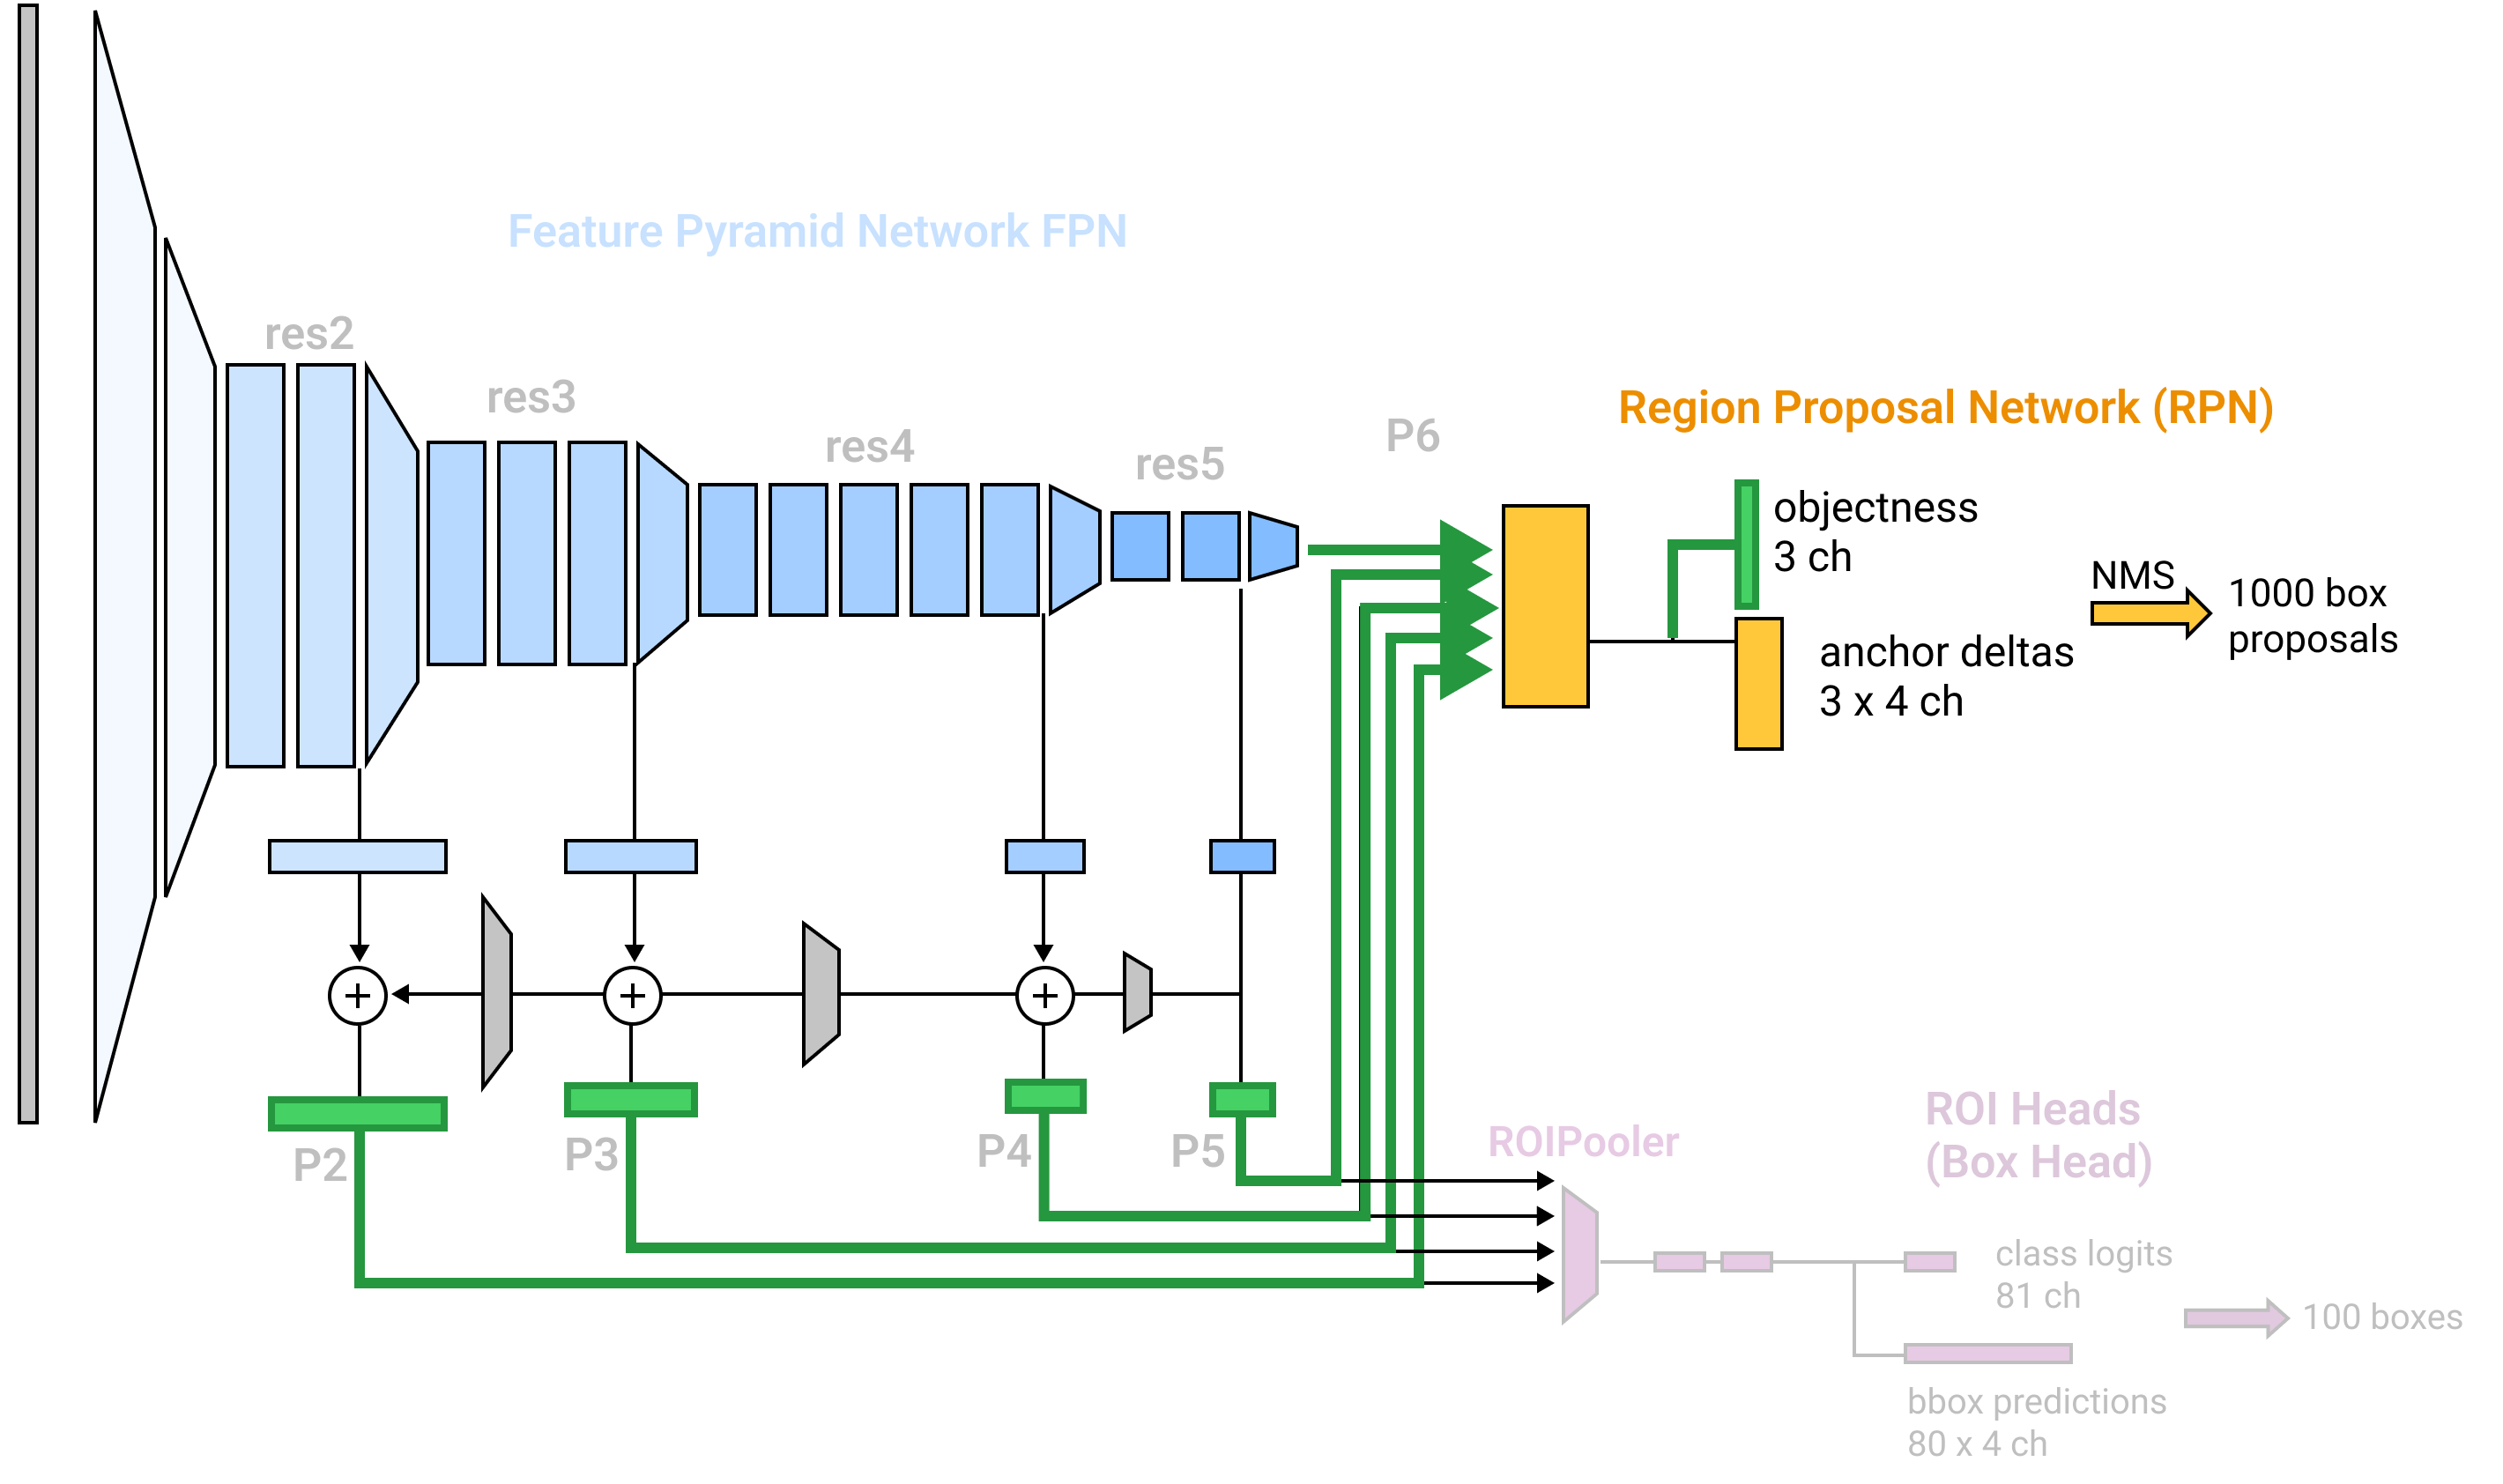 Feature Pyramid Network FPN
res2
res3
res4
res5
P6
Region Proposal Network (RPN)
objectness
3 ch
anchor deltas
3 x 4 ch
NMS
1000 box
proposals
+
+
+
P2
P3
P4
P5
ROIPooler
ROI Heads
(Box Head)
class logits
81 ch
100 boxes
bbox predictions
80 x 4 ch